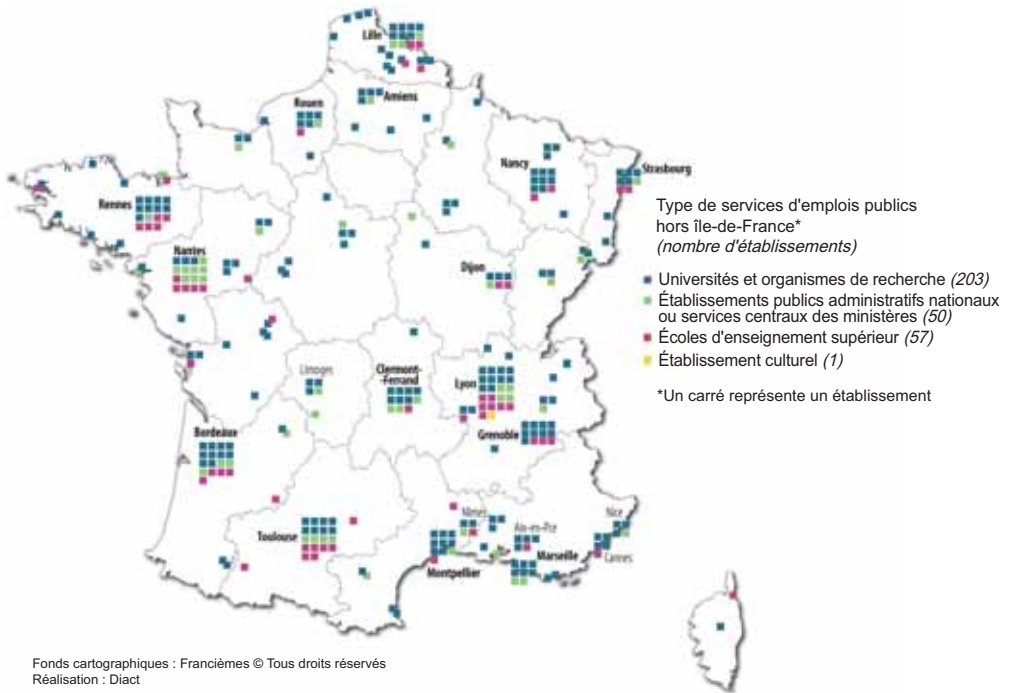 Lille
Amiens
Rouen
Nancy
Strasbourg
Rennes
Type de services d'emplois publics
hors île-de-France*
(nombre d'établissements)
Nantes
Dijon
Universités et organismes de recherche (203)
Établissements publics administratifs nationaux
ou services centraux des ministères (50)
Écoles d'enseignement supérieur (57)
Établissement culturel (1)
Limoges
Clermont-
Ferrand
Lyon
*Un carré représente un établissement
Bordeaux
Grenoble
Nîmes
Nice
Aix-en-Pce
Toulouse
Marseille
Cannes
Montpellier
Fonds cartographiques : Francièmes © Tous droits réservés
Réalisation : Diact